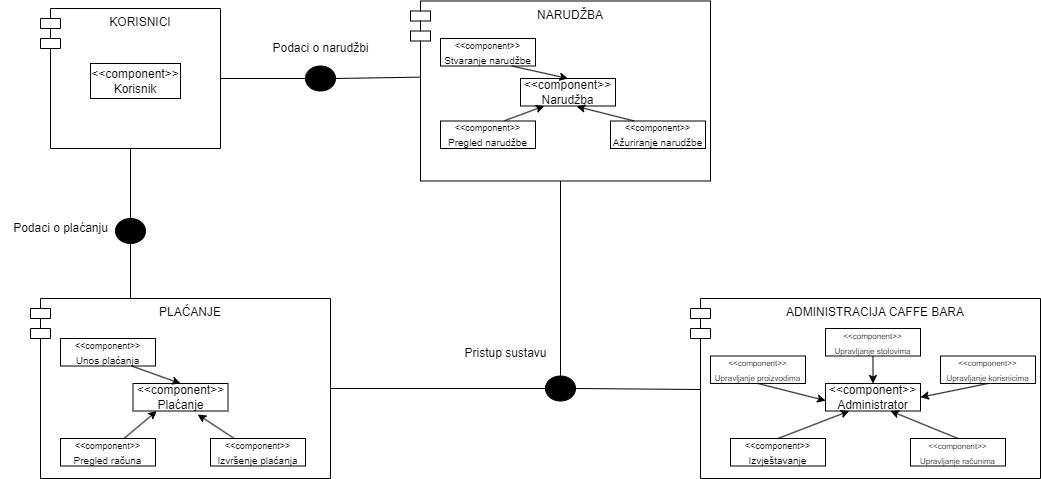 KORISNICI
<<component>>
Korisnik
Podaci o narudžbi
NARUDŽBA
<<component>>
Stvaranje narudžbe
<<component>>
Narudžba
<<component>>
Pregled narudžbe
<<component>>
Ažuriranje narudžbe
Podaci o plaćanju
PLAĆANJE
<<component>>
Unos plaćanja
<<component>>
Plaćanje
<<component>>
Pregled računa
<<component>>
Izvršenje plaćanja
Pristup sustavu
ADMINISTRACIJA CAFFE BARA
<<component>>
Upravljanje stolovima
<<component>>
Upravljanje proizvodima
<<component>>
Upravljanje korisnicima
<<component>>
Administrator
<<component>>
Izvještavanje
<<component>>
Upravljanje računima